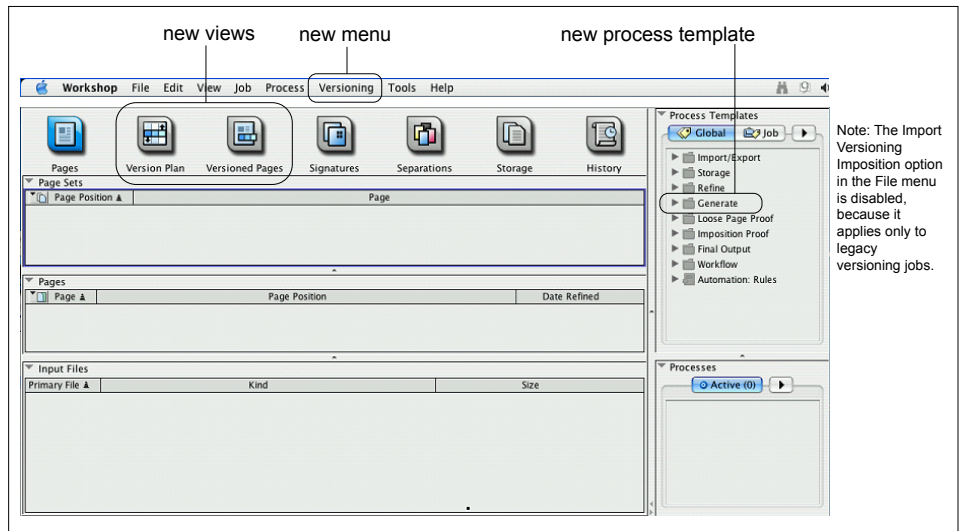 new views new menu new process template
Workshop File Edit View Job Process Versioning Tools Help
Pages Version Plan Versioned Pages Signatures Separations Storage History
Page Sets
Page Position Page
Pages
Page Page Position Date Refined
Input Files
Primary File Kind Size
Process Templates
Global Job
Import/Export
Storage
Refine
Generate
Loose Page Proof
Imposition Proof
Final Output
Workflow
Automation: Rules
Processes
Active (0)
Note: The Import
Versioning
Imposition option
in the File menu
is disabled,
because it
applies only to
legacy
versioning jobs.